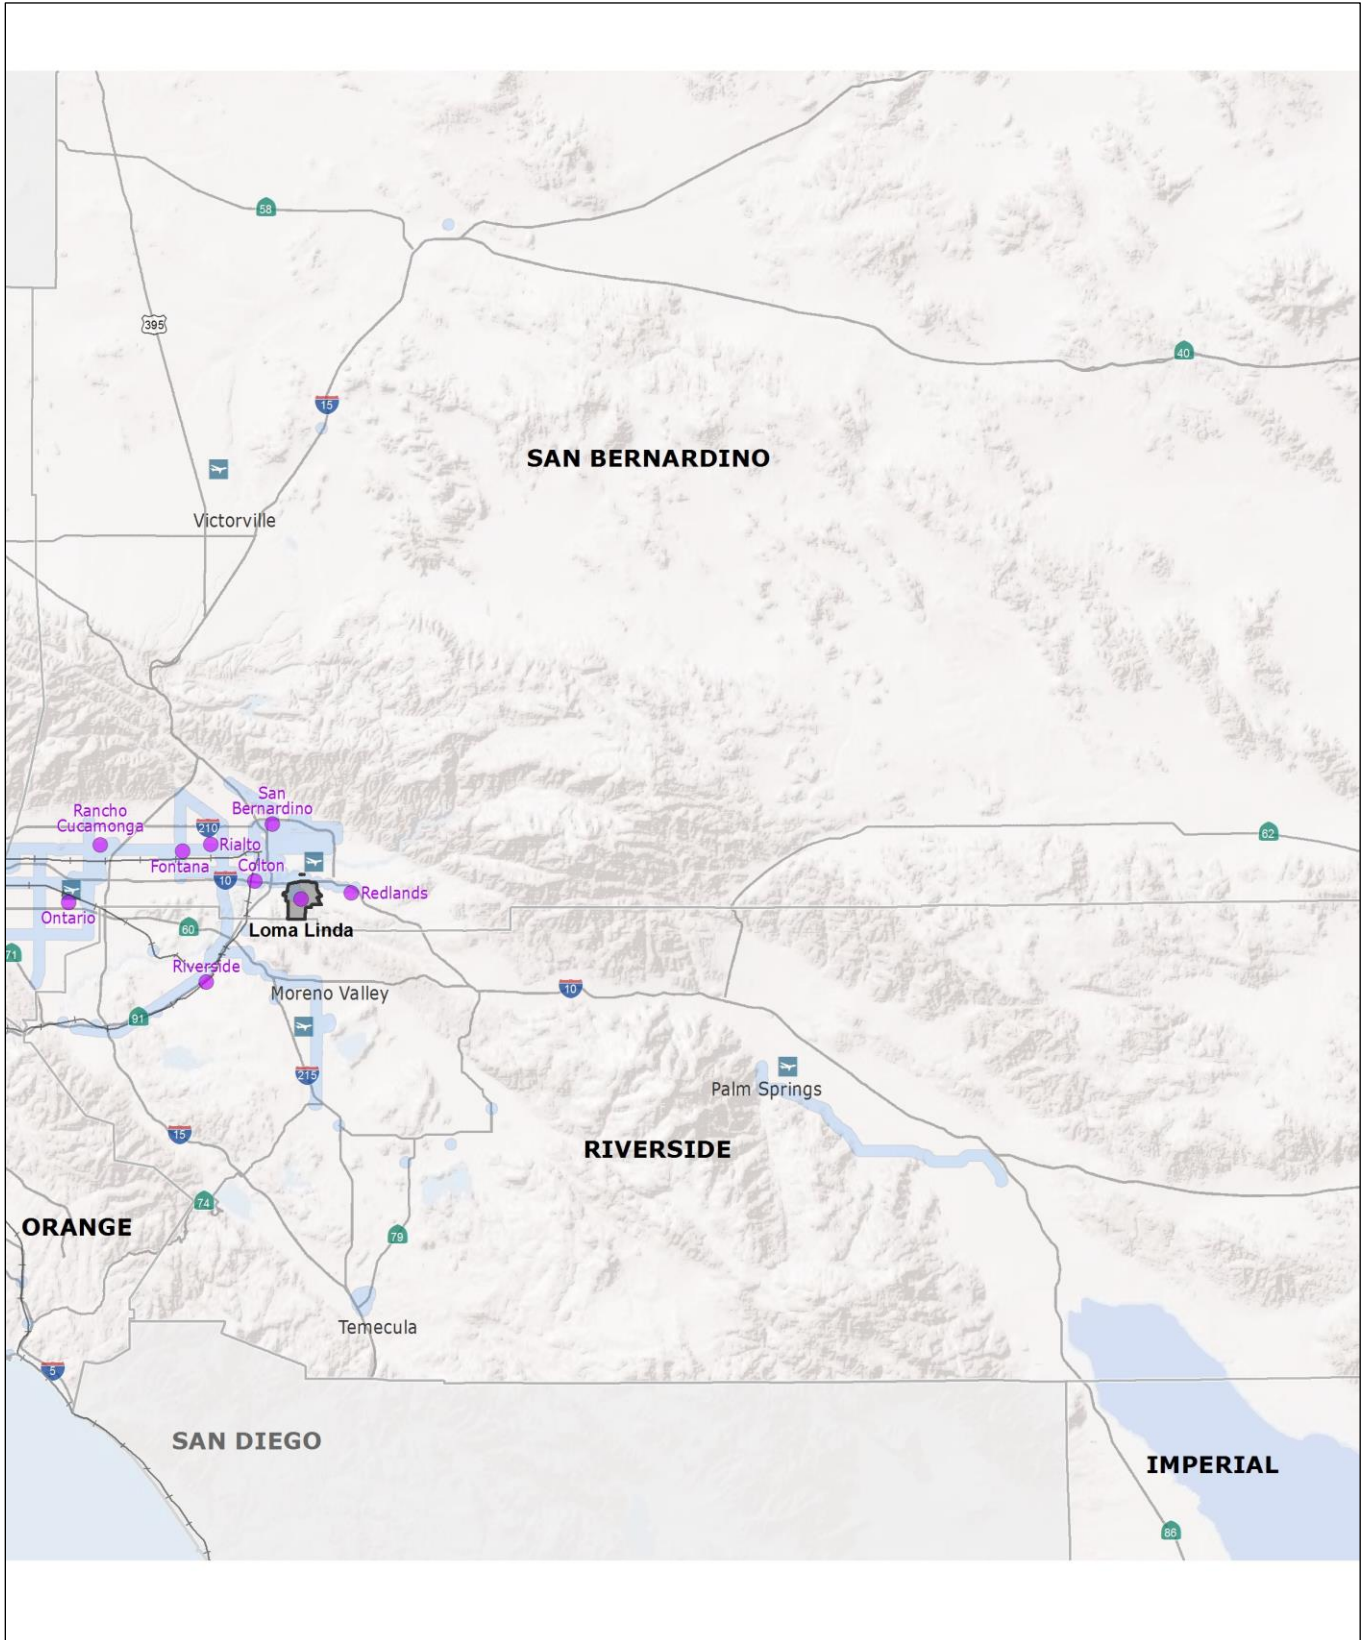 58
395
40
15
SAN BERNARDINO
Victorville
San
Bernardino
Rancho
Cucamonga
210
Rialto
62
Fontana
Colton
10
Redlands
Ontario
60
Loma Linda
71
Riverside
Moreno Valley
10
91
215
Palm Springs
15
RIVERSIDE
74
ORANGE
79
Temecula
5
SAN DIEGO
IMPERIAL
86